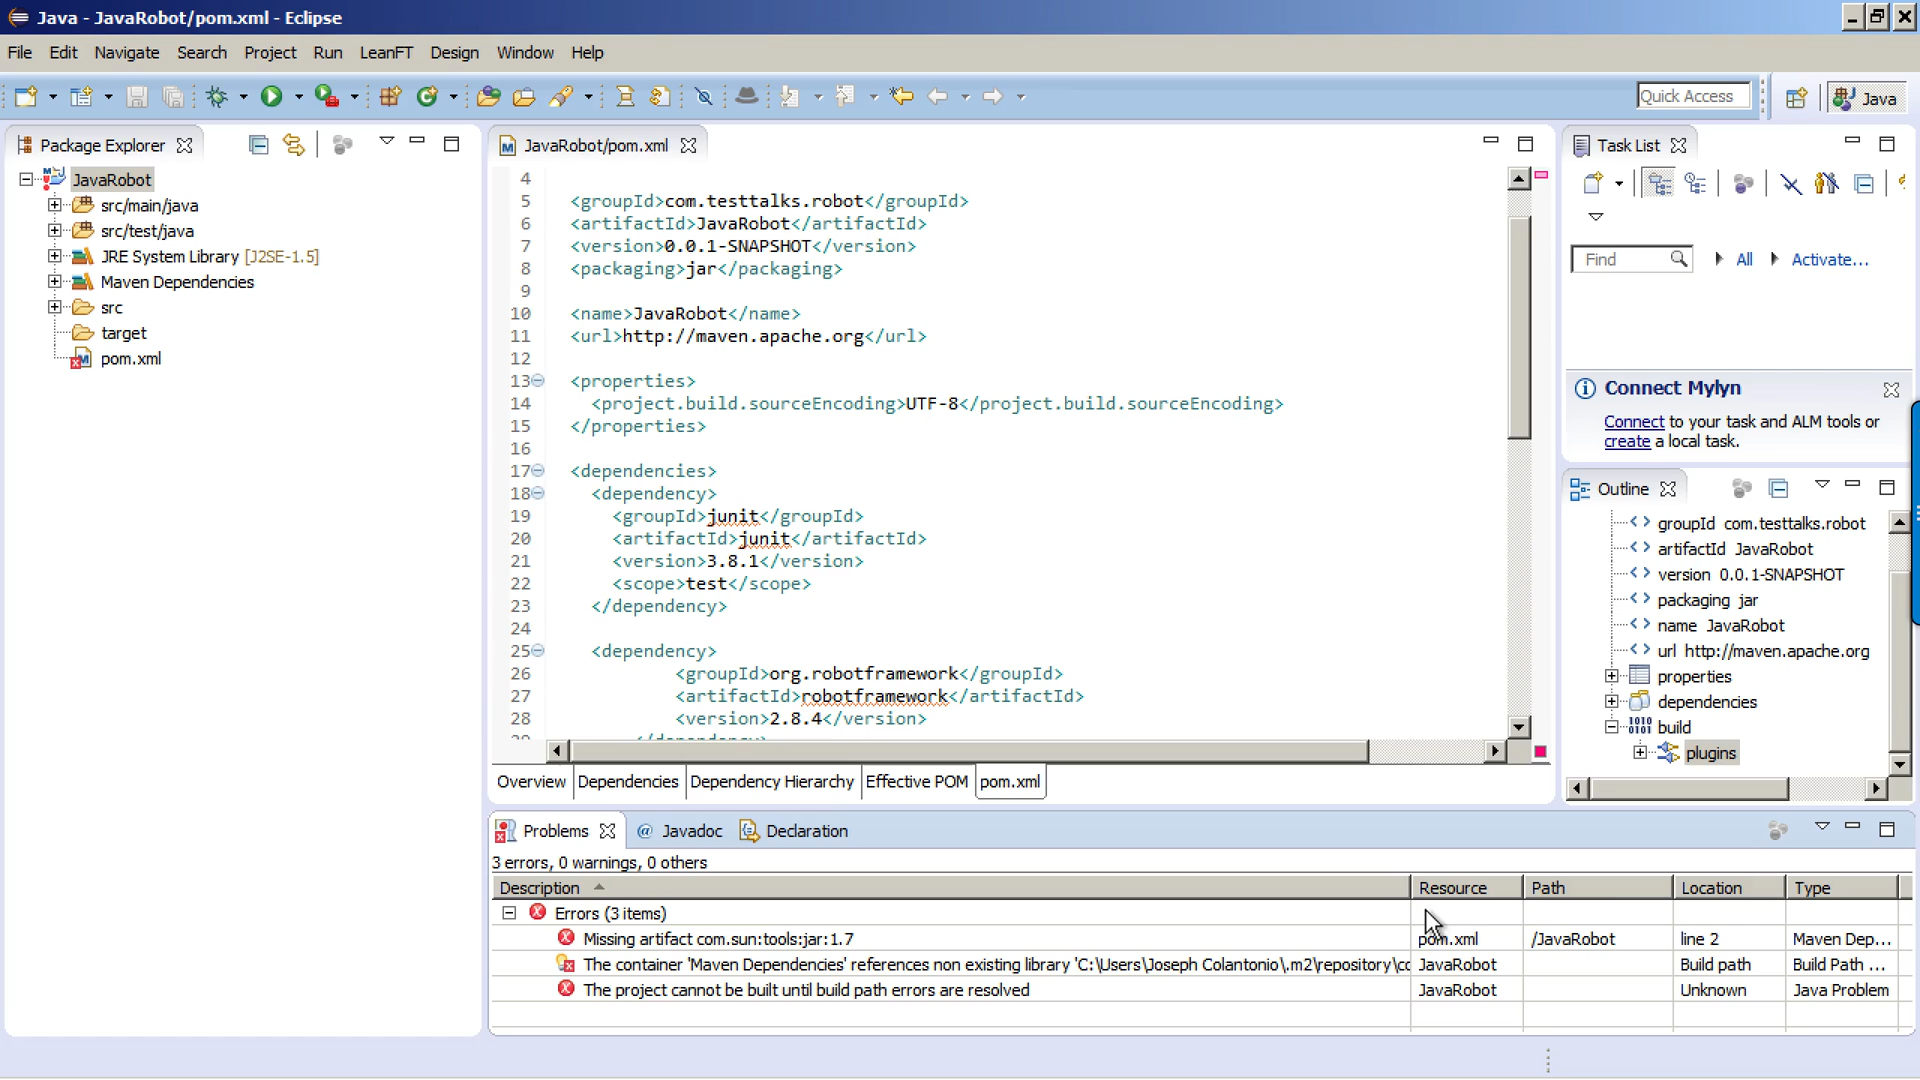 Java - JavaRobot/pom.xml - Eclipse
File Edit Navigate Search Project Run LeanFT Design Window Help
Quick Access
Java
Package Explorer
JavaRobot
src/main/java
src/test/java
JRE System Library [J2SE-1.5]
Maven Dependencies
src
target
pom.xml
JavaRobot/pom.xml
4
5 <groupId>com.testtalks.robot</groupId>
6 <artifactId>JavaRobot</artifactId>
7 <version>0.0.1-SNAPSHOT</version>
8 <packaging>jar</packaging>
9
10 <name>JavaRobot</name>
11 <url>http://maven.apache.org</url>
12
13 <properties>
14 <project.build.sourceEncoding>UTF-8</project.build.sourceEncoding>
15 </properties>
16
17 <dependencies>
18 <dependency>
19 <groupId>junit</groupId>
20 <artifactId>junit</artifactId>
21 <version>3.8.1</version>
22 <scope>test</scope>
23 </dependency>
24
25 <dependency>
26 <groupId>org.robotframework</groupId>
27 <artifactId>robotframework</artifactId>
28 <version>2.8.4</version>
Overview Dependencies Dependency Hierarchy Effective POM pom.xml
Task List
Find All Activate...
Connect Mylyn
Connect to your task and ALM tools or
create a local task.
Outline
groupId com.testtalks.robot
artifactId JavaRobot
version 0.0.1-SNAPSHOT
packaging jar
name JavaRobot
url http://maven.apache.org
properties
dependencies
build
plugins
Problems Javadoc Declaration
3 errors, 0 warnings, 0 others
Description Resource Path Location Type
Errors (3 items)
Missing artifact com.sun:tools:jar:1.7 pom.xml /JavaRobot line 2 Maven Dep...
The container 'Maven Dependencies' references non existing library 'C:\Users\Joseph Colantonio\.m2\repository\cc JavaRobot Build path Build Path ...
The project cannot be built until build path errors are resolved JavaRobot Unknown Java Problem